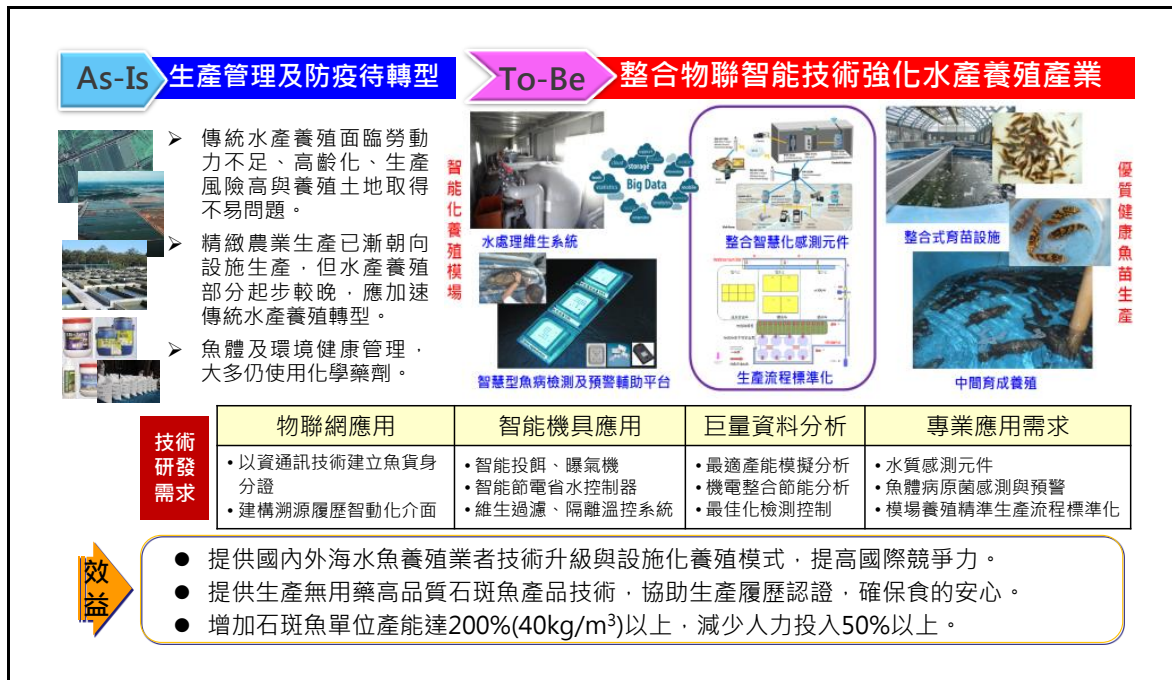 As-Is
生產管理及防疫待轉型
To-Be
整合物聯智能技術強化水產養殖產業
➢ 傳統水產養殖面臨勞動
力不足、高齡化、生產
風險高與養殖土地取得
不易問題。
➢ 精緻農業生產已漸朝向
設施生產，但水產養殖
部分起步較晚，應加速
傳統水產養殖轉型。
➢ 魚體及環境健康管理，
大多仍使用化學藥劑。
智能化養殖模場
水處理維生系統
cloud
storage
statistics
Big Data
mobile
整合智慧化感測元件
整合式育苗設施
優質健康魚苗生產
智慧型魚病檢測及預警輔助平台
生產流程標準化
中間育成養殖
技術
研發
需求
物聯網應用
智能機具應用
巨量資料分析
專業應用需求
• 以資通訊技術建立魚貨身
分證
• 建構溯源履歷智動化介面
• 智能投餌、曝氣機
• 智能節電省水控制器
• 維生過濾、隔離溫控系統
• 最適產能模擬分析
• 機電整合節能分析
• 最佳化檢測控制
• 水質感測元件
• 魚體病原菌感測與預警
• 模場養殖精準生產流程標準化
效
益
● 提供國內外海水魚養殖業者技術升級與設施化養殖模式，提高國際競爭力。
● 提供生產無用藥高品質石斑魚產品技術，協助生產履歷認證，確保食的安心。
● 增加石斑魚單位產能達200%(40kg/m³)以上，減少人力投入50%以上。